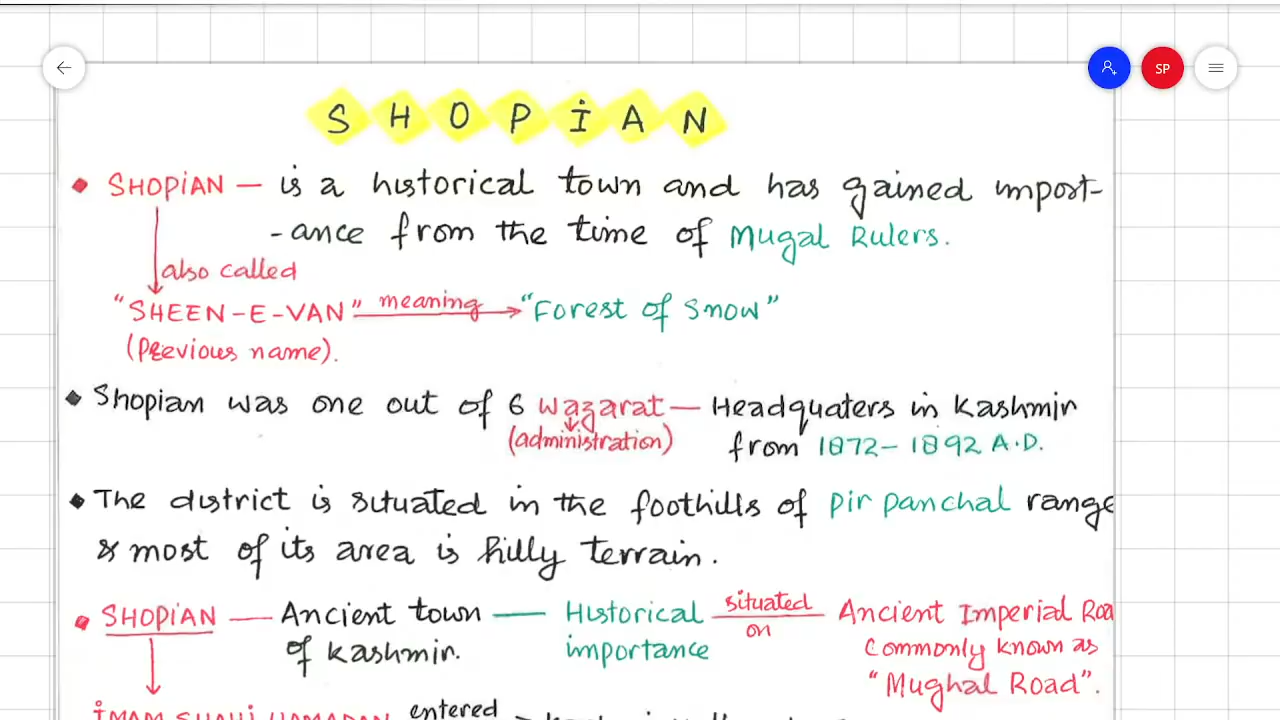 SP
SHOPIAN
• SHOPIAN — is a historical town and has gained import-
-ance from the time of Mugal Rulers.
also called
"SHEEN-E-VAN" meaning "Forest of Snow"
(Previous name).
Shopian was one out of 6 wazarat — Headquaters in Kashmir
(administration) from 1872-1892 A.D.
The district is situated in the foothills of Pir Panchal range
& most of its area is hilly terrain.
• SHOPIAN — Ancient town — Historical situated Ancient Imperial Roa
of Kashmir. importance on Commonly known as
"Mughal Road".
entered